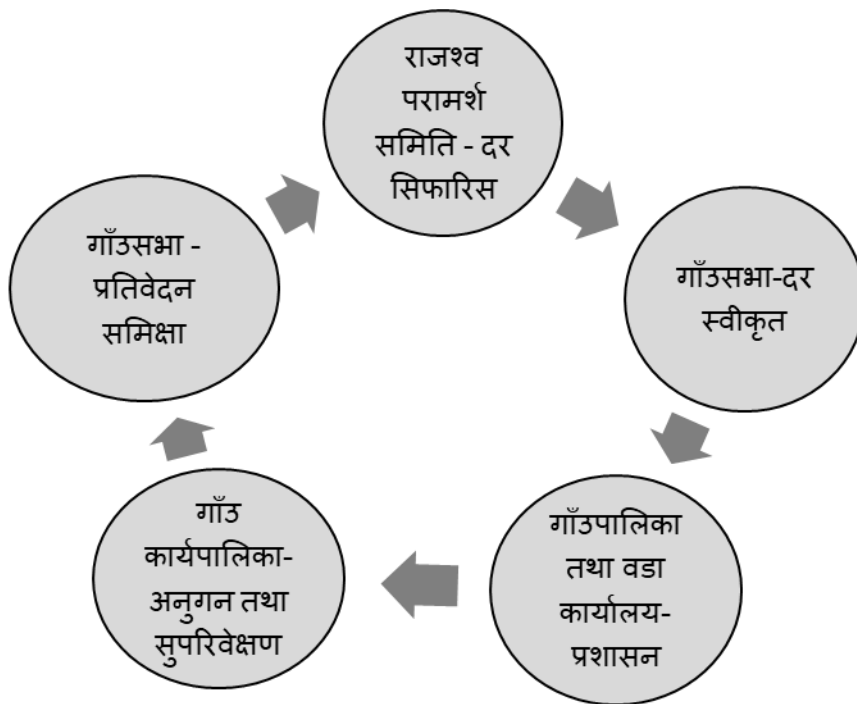 राजश्व
परामर्श
समिति - दर
सिफारिस
गाँउसभा-दर
स्वीकृत
गाँउपालिका
तथा वडा
कार्यालय-
प्रशासन
गाँउ
कार्यपालिका-
अनुगन तथा
सुपरिवेक्षण
गाँउसभा -
प्रतिवेदन
समिक्षा